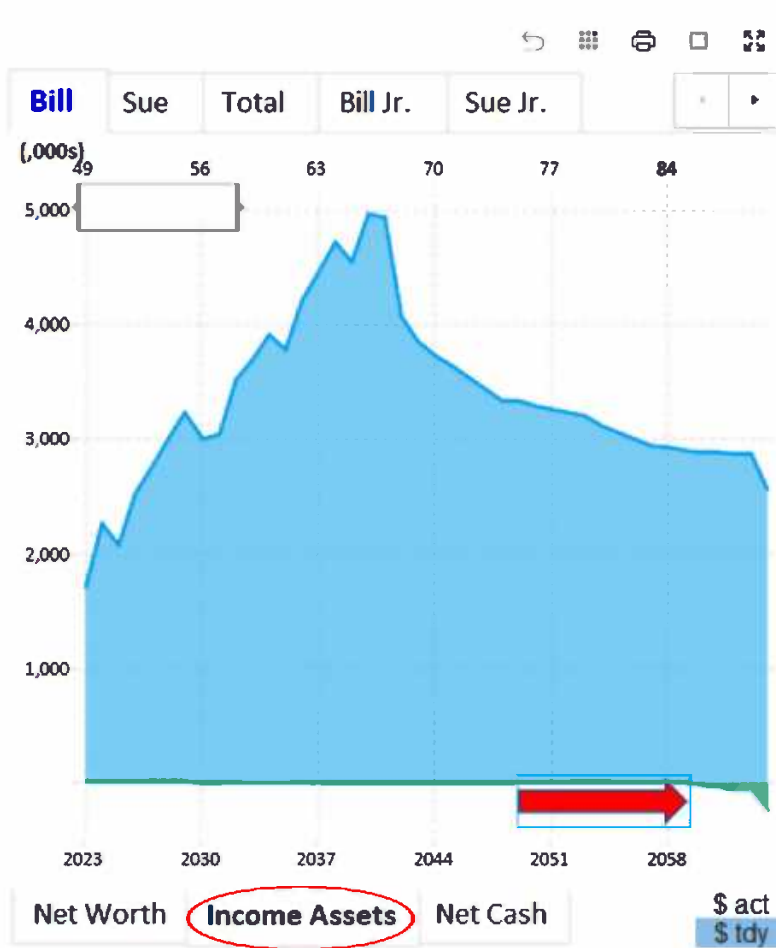 Bill Sue Total Bill Jr. Sue Jr.
(,000s)
49 56 63 70 77 84
5,000
4,000
3,000
2,000
1,000
2023 2030 2037 2044 2051 2058
Net Worth Income Assets Net Cash
$ act
$ tdy